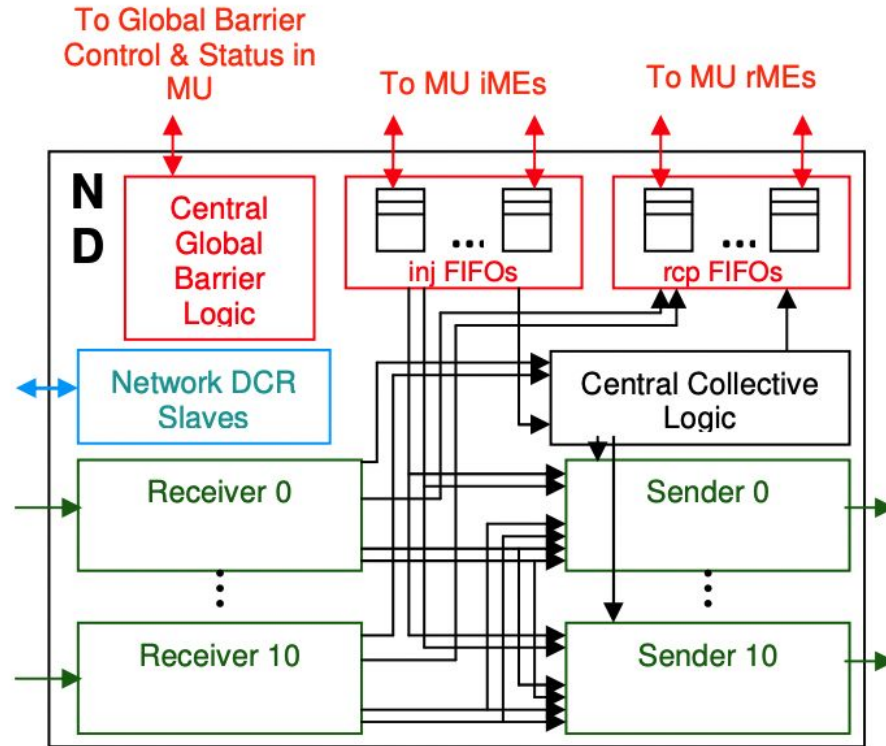 To Global Barrier
Control & Status in
MU
To MU iMEs
To MU rMEs
N
D
Central
Global
Barrier
Logic
...
inj FIFOs
...
rcp FIFOs
Network DCR
Slaves
Central Collective
Logic
Receiver 0
Sender 0
Receiver 10
Sender 10